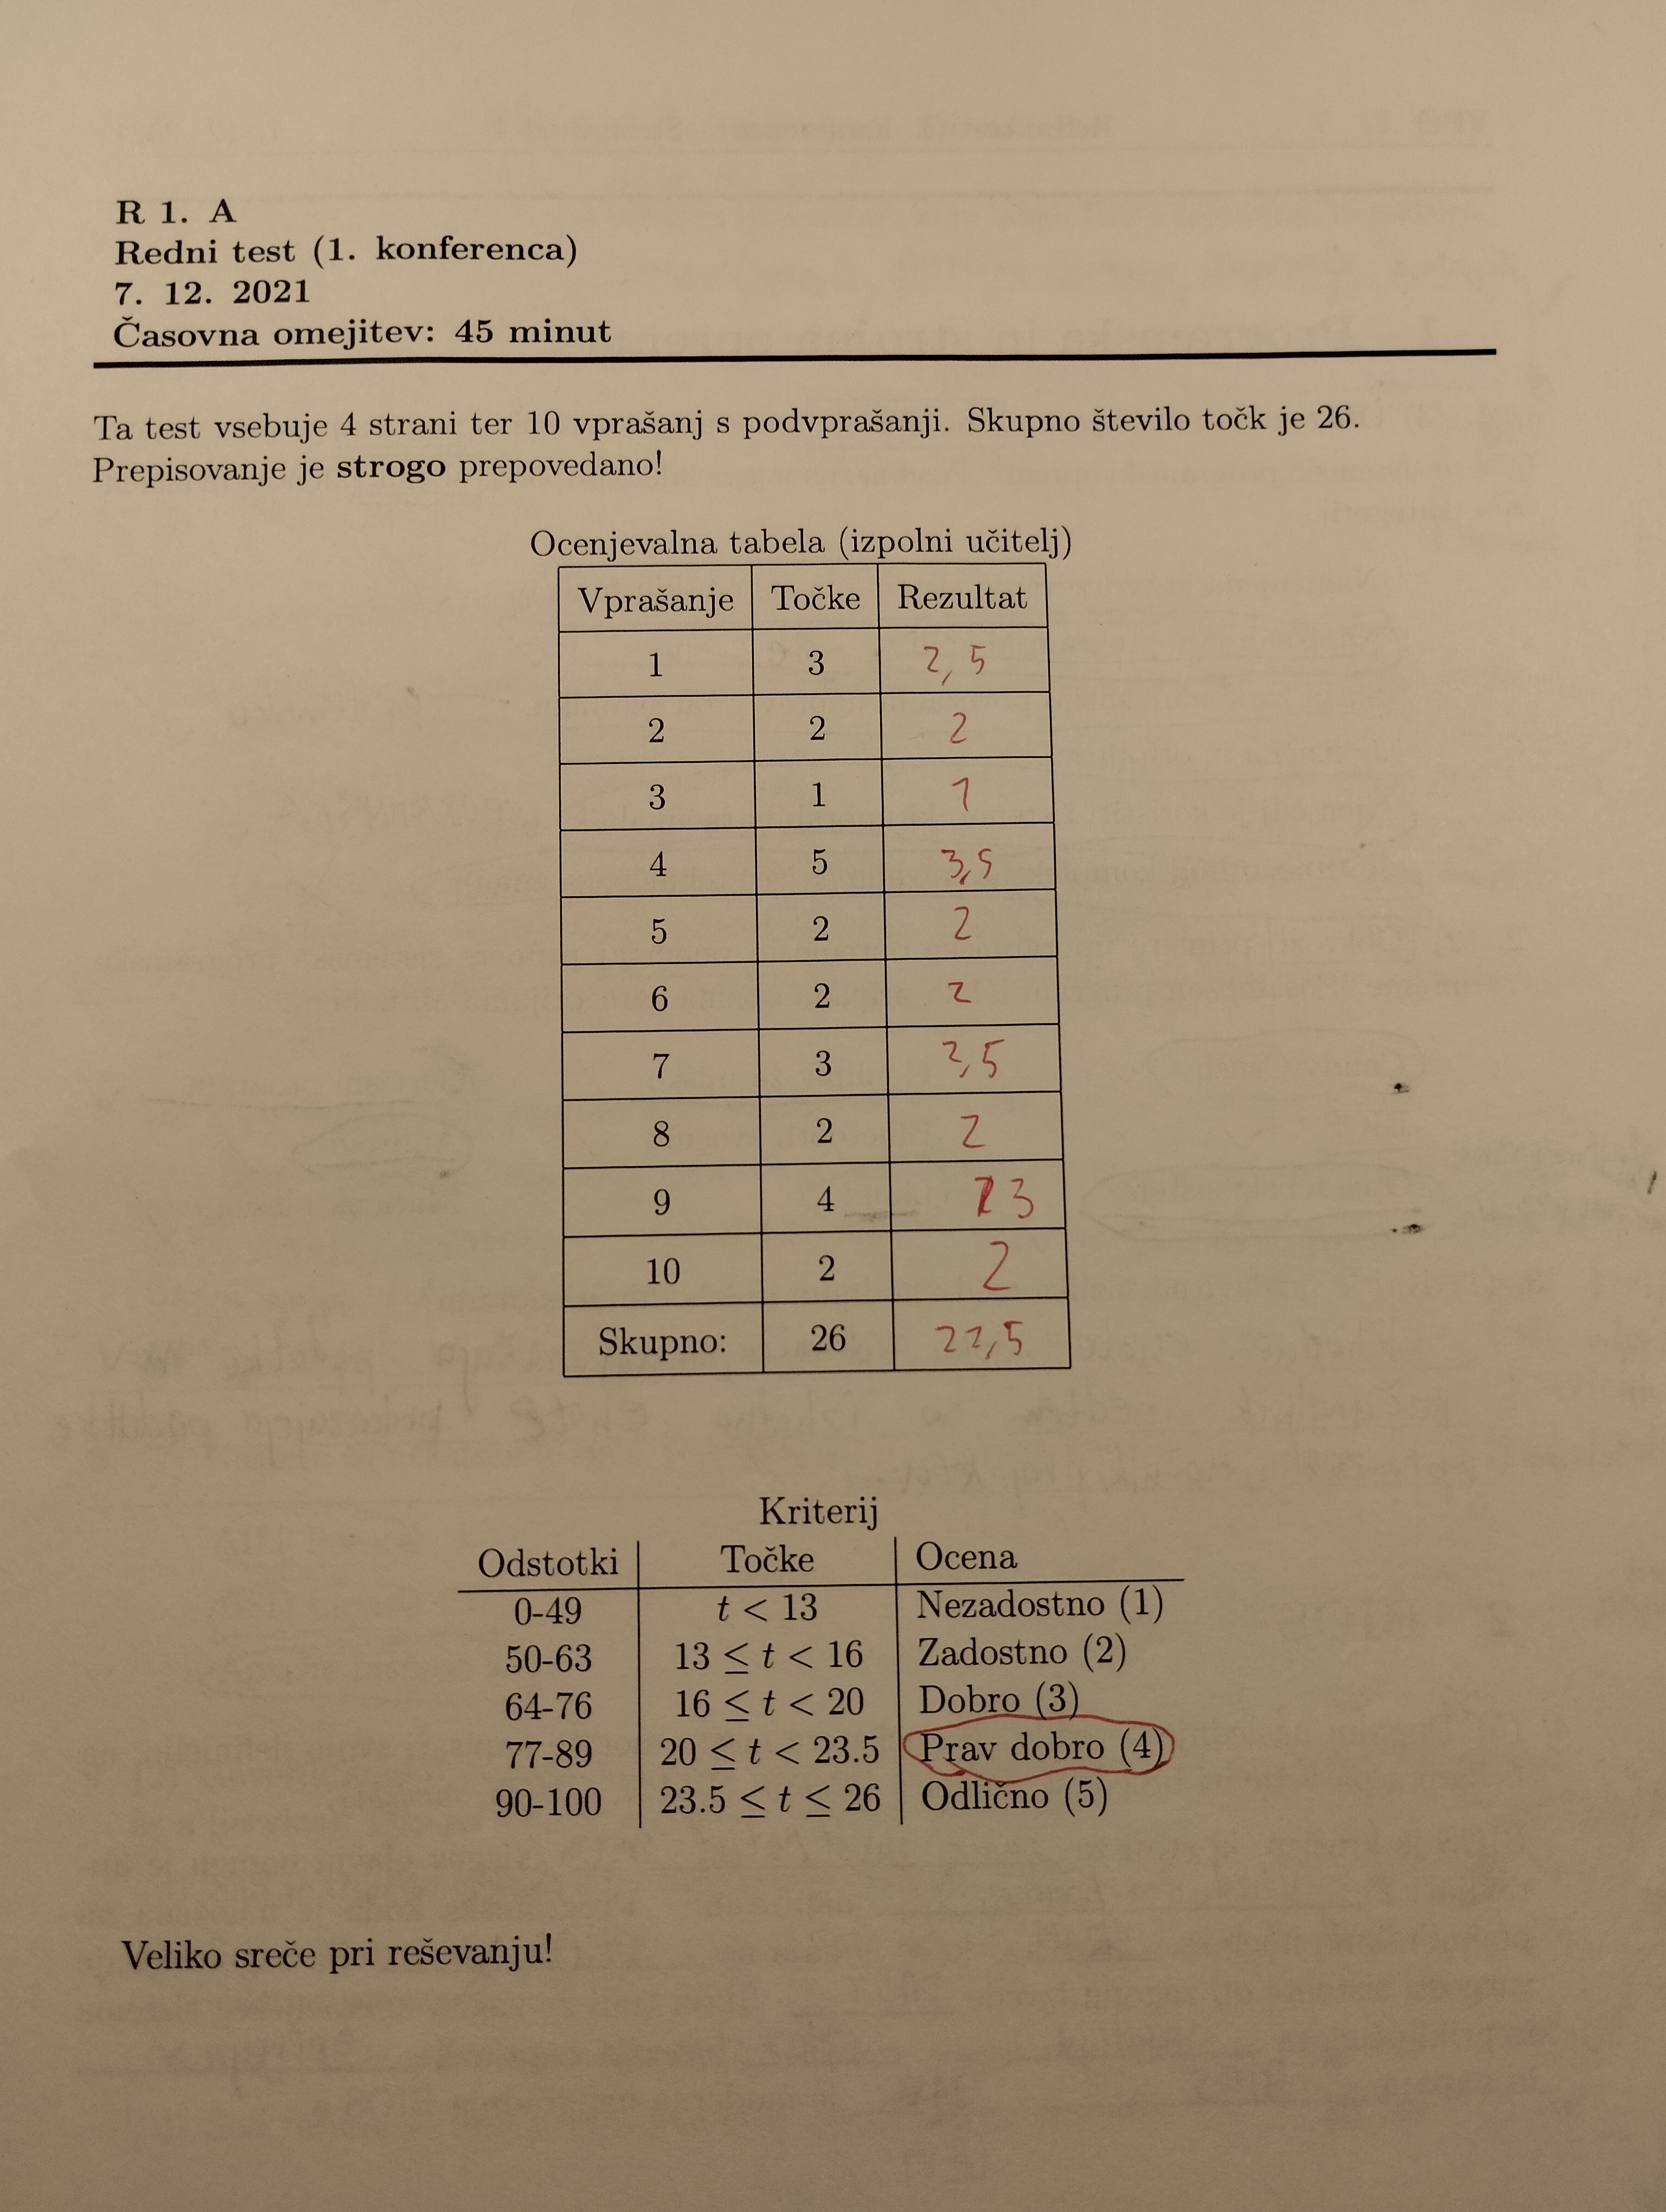 R 1. A
Redni test (1. konferenca)
7. 12. 2021
Časovna omejitev: 45 minut
Ta test vsebuje 4 strani ter 10 vprašanj s podvprašanji. Skupno število točk je 26.
Prepisovanje je strogo prepovedano!
Ocenjevalna tabela (izpolni učitelj)
Vprašanje Točke Rezultat
1 3 2,5
2 2 2
3 1 1
4 5 3,5
5 2 2
6 2 2
7 3 2,5
8 2 2
9 4 3
10 2 2
Skupno: 26 22,5
Kriterij
Odstotki Točke Ocena
0-49 t < 13 Nezadostno (1)
50-63 13 ≤ t < 16 Zadostno (2)
64-76 16 ≤ t < 20 Dobro (3)
77-89 20 ≤ t < 23.5 Prav dobro (4)
90-100 23.5 ≤ t ≤ 26 Odlično (5)
Veliko sreče pri reševanju!